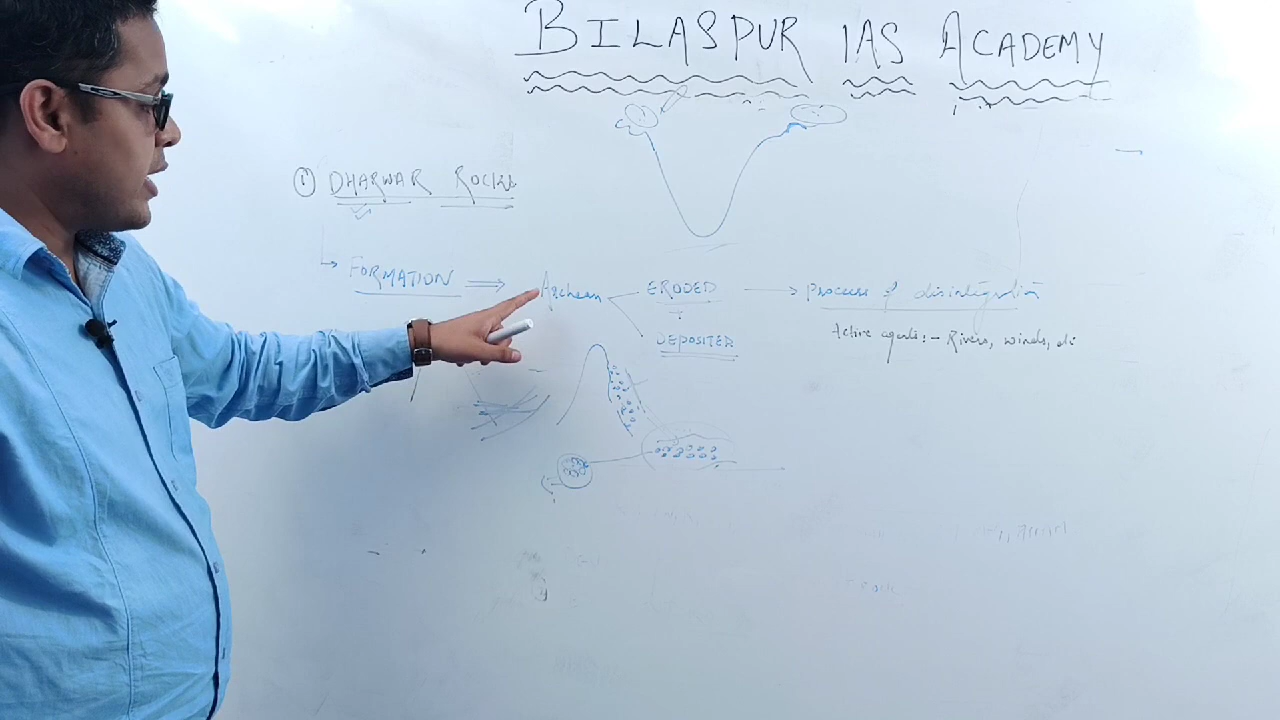 BILASPUR IAS ACADEMY
① DHARWAR ROCKS
FORMATION ⇒ Archean ERODED → Process of disintegration
DEPOSITED Active agents:- Rivers, winds, etc